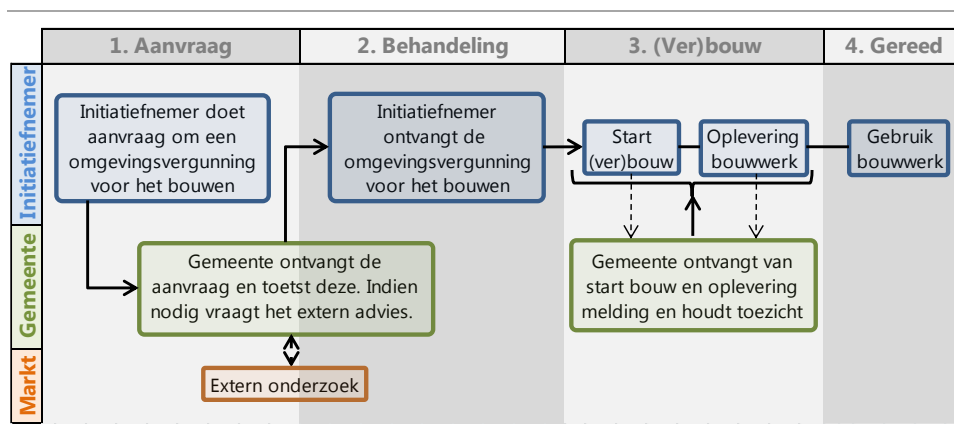 1. Aanvraag
2. Behandeling
3. (Ver)bouw
4. Gereed
Initiatiefnemer
Initiatiefnemer doet
aanvraag om een
omgevingsvergunning
voor het bouwen
Initiatiefnemer
ontvangt de
omgevingsvergunning
voor het bouwen
Start
(ver)bouw
Oplevering
bouwwerk
Gebruik
bouwwerk
Gemeente
Gemeente ontvangt de
aanvraag en toetst deze. Indien
nodig vraagt het extern advies.
Gemeente ontvangt van
start bouw en oplevering
melding en houdt toezicht
Markt
Extern onderzoek